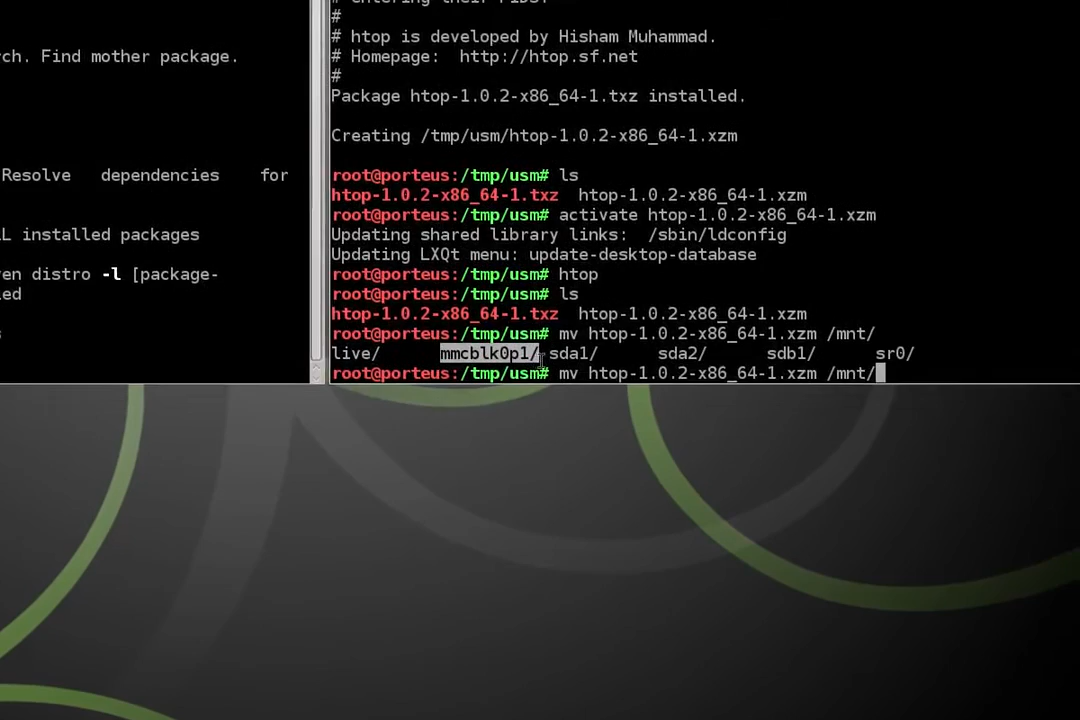 rch. Find mother package.
Resolve dependencies for
L installed packages
ven distro -l [package-
ed
s
# entering their PIDs.
#
# htop is developed by Hisham Muhammad.
# Homepage:  http://htop.sf.net
#
Package htop-1.0.2-x86_64-1.txz installed.
Creating /tmp/usm/htop-1.0.2-x86_64-1.xzm
root@porteus:/tmp/usm# ls
htop-1.0.2-x86_64-1.txz  htop-1.0.2-x86_64-1.xzm
root@porteus:/tmp/usm# activate htop-1.0.2-x86_64-1.xzm
Updating shared library links:  /sbin/ldconfig
Updating LXQt menu: update-desktop-database
root@porteus:/tmp/usm# htop
root@porteus:/tmp/usm# ls
htop-1.0.2-x86_64-1.txz  htop-1.0.2-x86_64-1.xzm
root@porteus:/tmp/usm# mv htop-1.0.2-x86_64-1.xzm /mnt/
live/      mmcblk0p1/ sda1/      sda2/      sdb1/      sr0/
root@porteus:/tmp/usm# mv htop-1.0.2-x86_64-1.xzm /mnt/